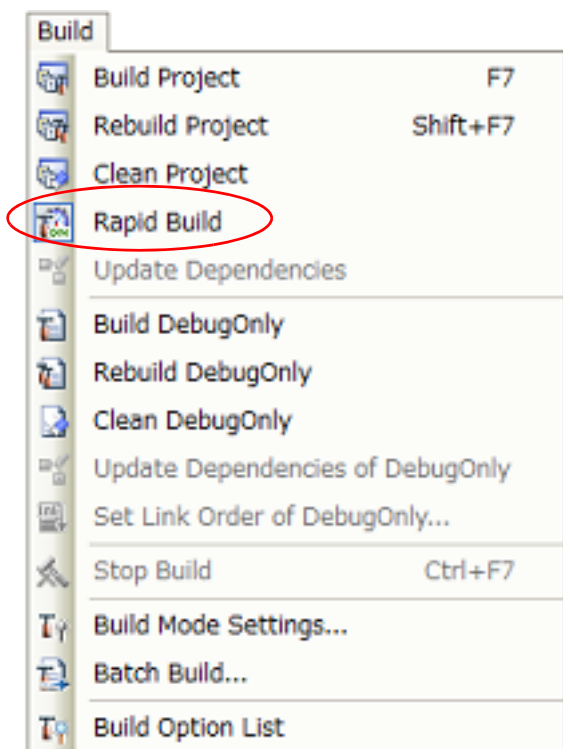 Build
Build Project F7
Rebuild Project Shift+F7
Clean Project
Rapid Build
Update Dependencies
Build DebugOnly
Rebuild DebugOnly
Clean DebugOnly
Update Dependencies of DebugOnly
Set Link Order of DebugOnly...
Stop Build Ctrl+F7
Build Mode Settings...
Batch Build...
Build Option List